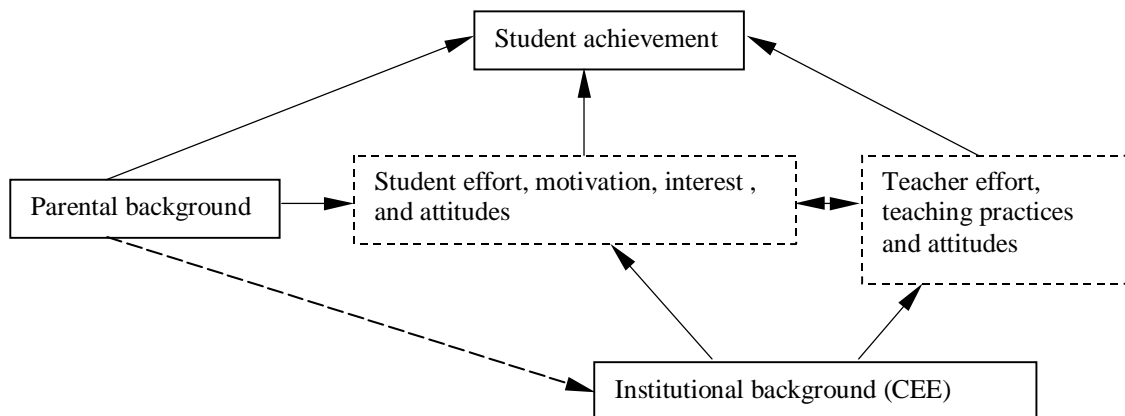 Student achievement
Student effort, motivation, interest ,
and attitudes
Teacher effort,
teaching practices
and attitudes
Parental background
Institutional background (CEE)